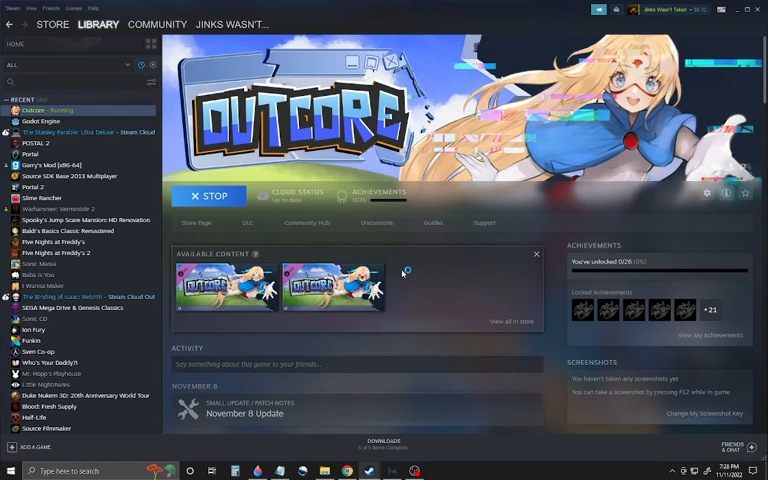 Steam View Friends Games Help
Jinks Wasn't Taken
STORE LIBRARY COMMUNITY JINKS WASN'T...
HOME
ALL
RECENT
Outcore - Running
Godot Engine
The Stanley Parable: Ultra Deluxe - Steam Cloud
POSTAL 2
Portal
Garry's Mod [x86-64]
Source SDK Base 2013 Multiplayer
Portal 2
Slime Rancher
Warhammer: Vermintide 2
Spooky's Jump Scare Mansion: HD Renovation
Baldi's Basics Classic Remastered
Five Nights at Freddy's
Five Nights at Freddy's 2
Sonic Mania
Baba Is You
I Wanna Maker
The Binding of Isaac: Rebirth - Steam Cloud Out
SEGA Mega Drive & Genesis Classics
Sonic CD
Ion Fury
Funkin
Sven Co-op
Who's Your Daddy?!
Mr. Hopp's Playhouse
Little Nightmares
Duke Nukem 3D: 20th Anniversary World Tour
Blood: Fresh Supply
Half-Life
Source Filmmaker
ADD A GAME
OUTCORE
STOP
CLOUD STATUS
Up to date
ACHIEVEMENTS
0/26
Store Page DLC Community Hub Discussions Guides Support
AVAILABLE CONTENT
OUTCORE
OUTCORE
View all in store
ACTIVITY
Say something about this game to your friends...
NOVEMBER 8
SMALL UPDATE / PATCH NOTES
November 8 Update
ACHIEVEMENTS
You've unlocked 0/26 (0%)
Locked Achievements
+21
View My Achievements
SCREENSHOTS
You haven't taken any screenshots yet
You can take a screenshot by pressing F12 while in game.
Change My Screenshot Key
DOWNLOADS
FRIENDS
& CHAT
Type here to search
7:28 PM
11/11/2022